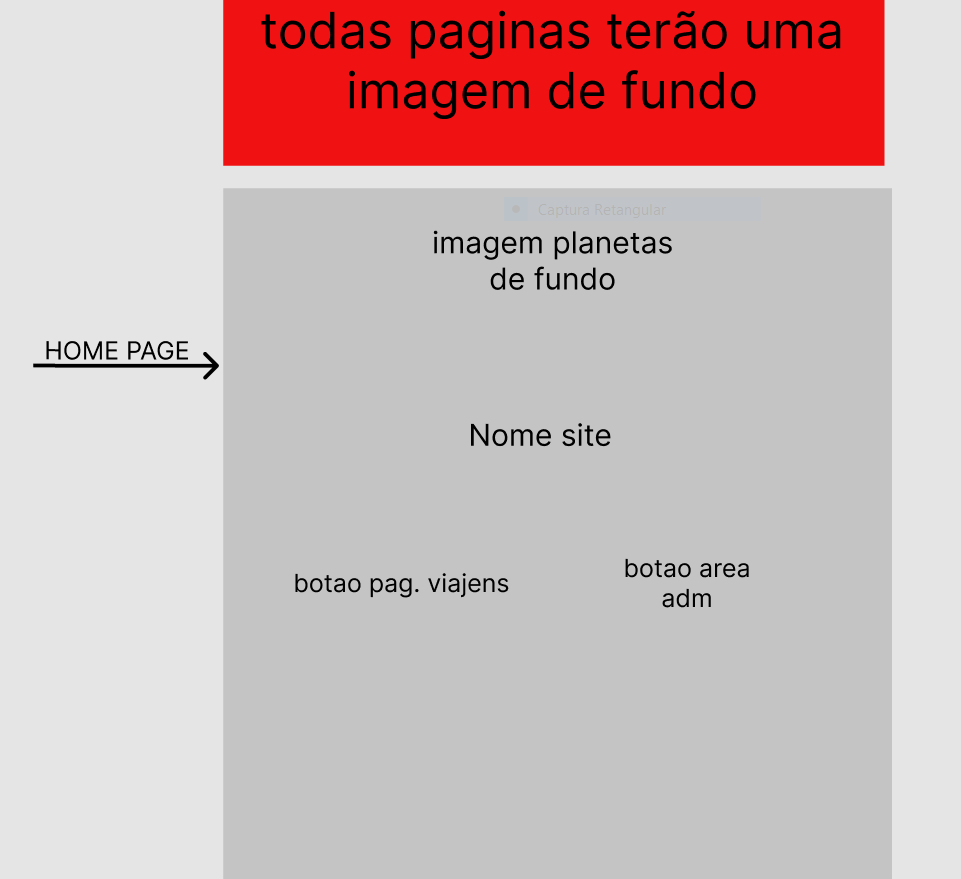 todas paginas terão uma
imagem de fundo
Captura Retangular
imagem planetas
de fundo
HOME PAGE
Nome site
botao pag. viajens
botao area
adm